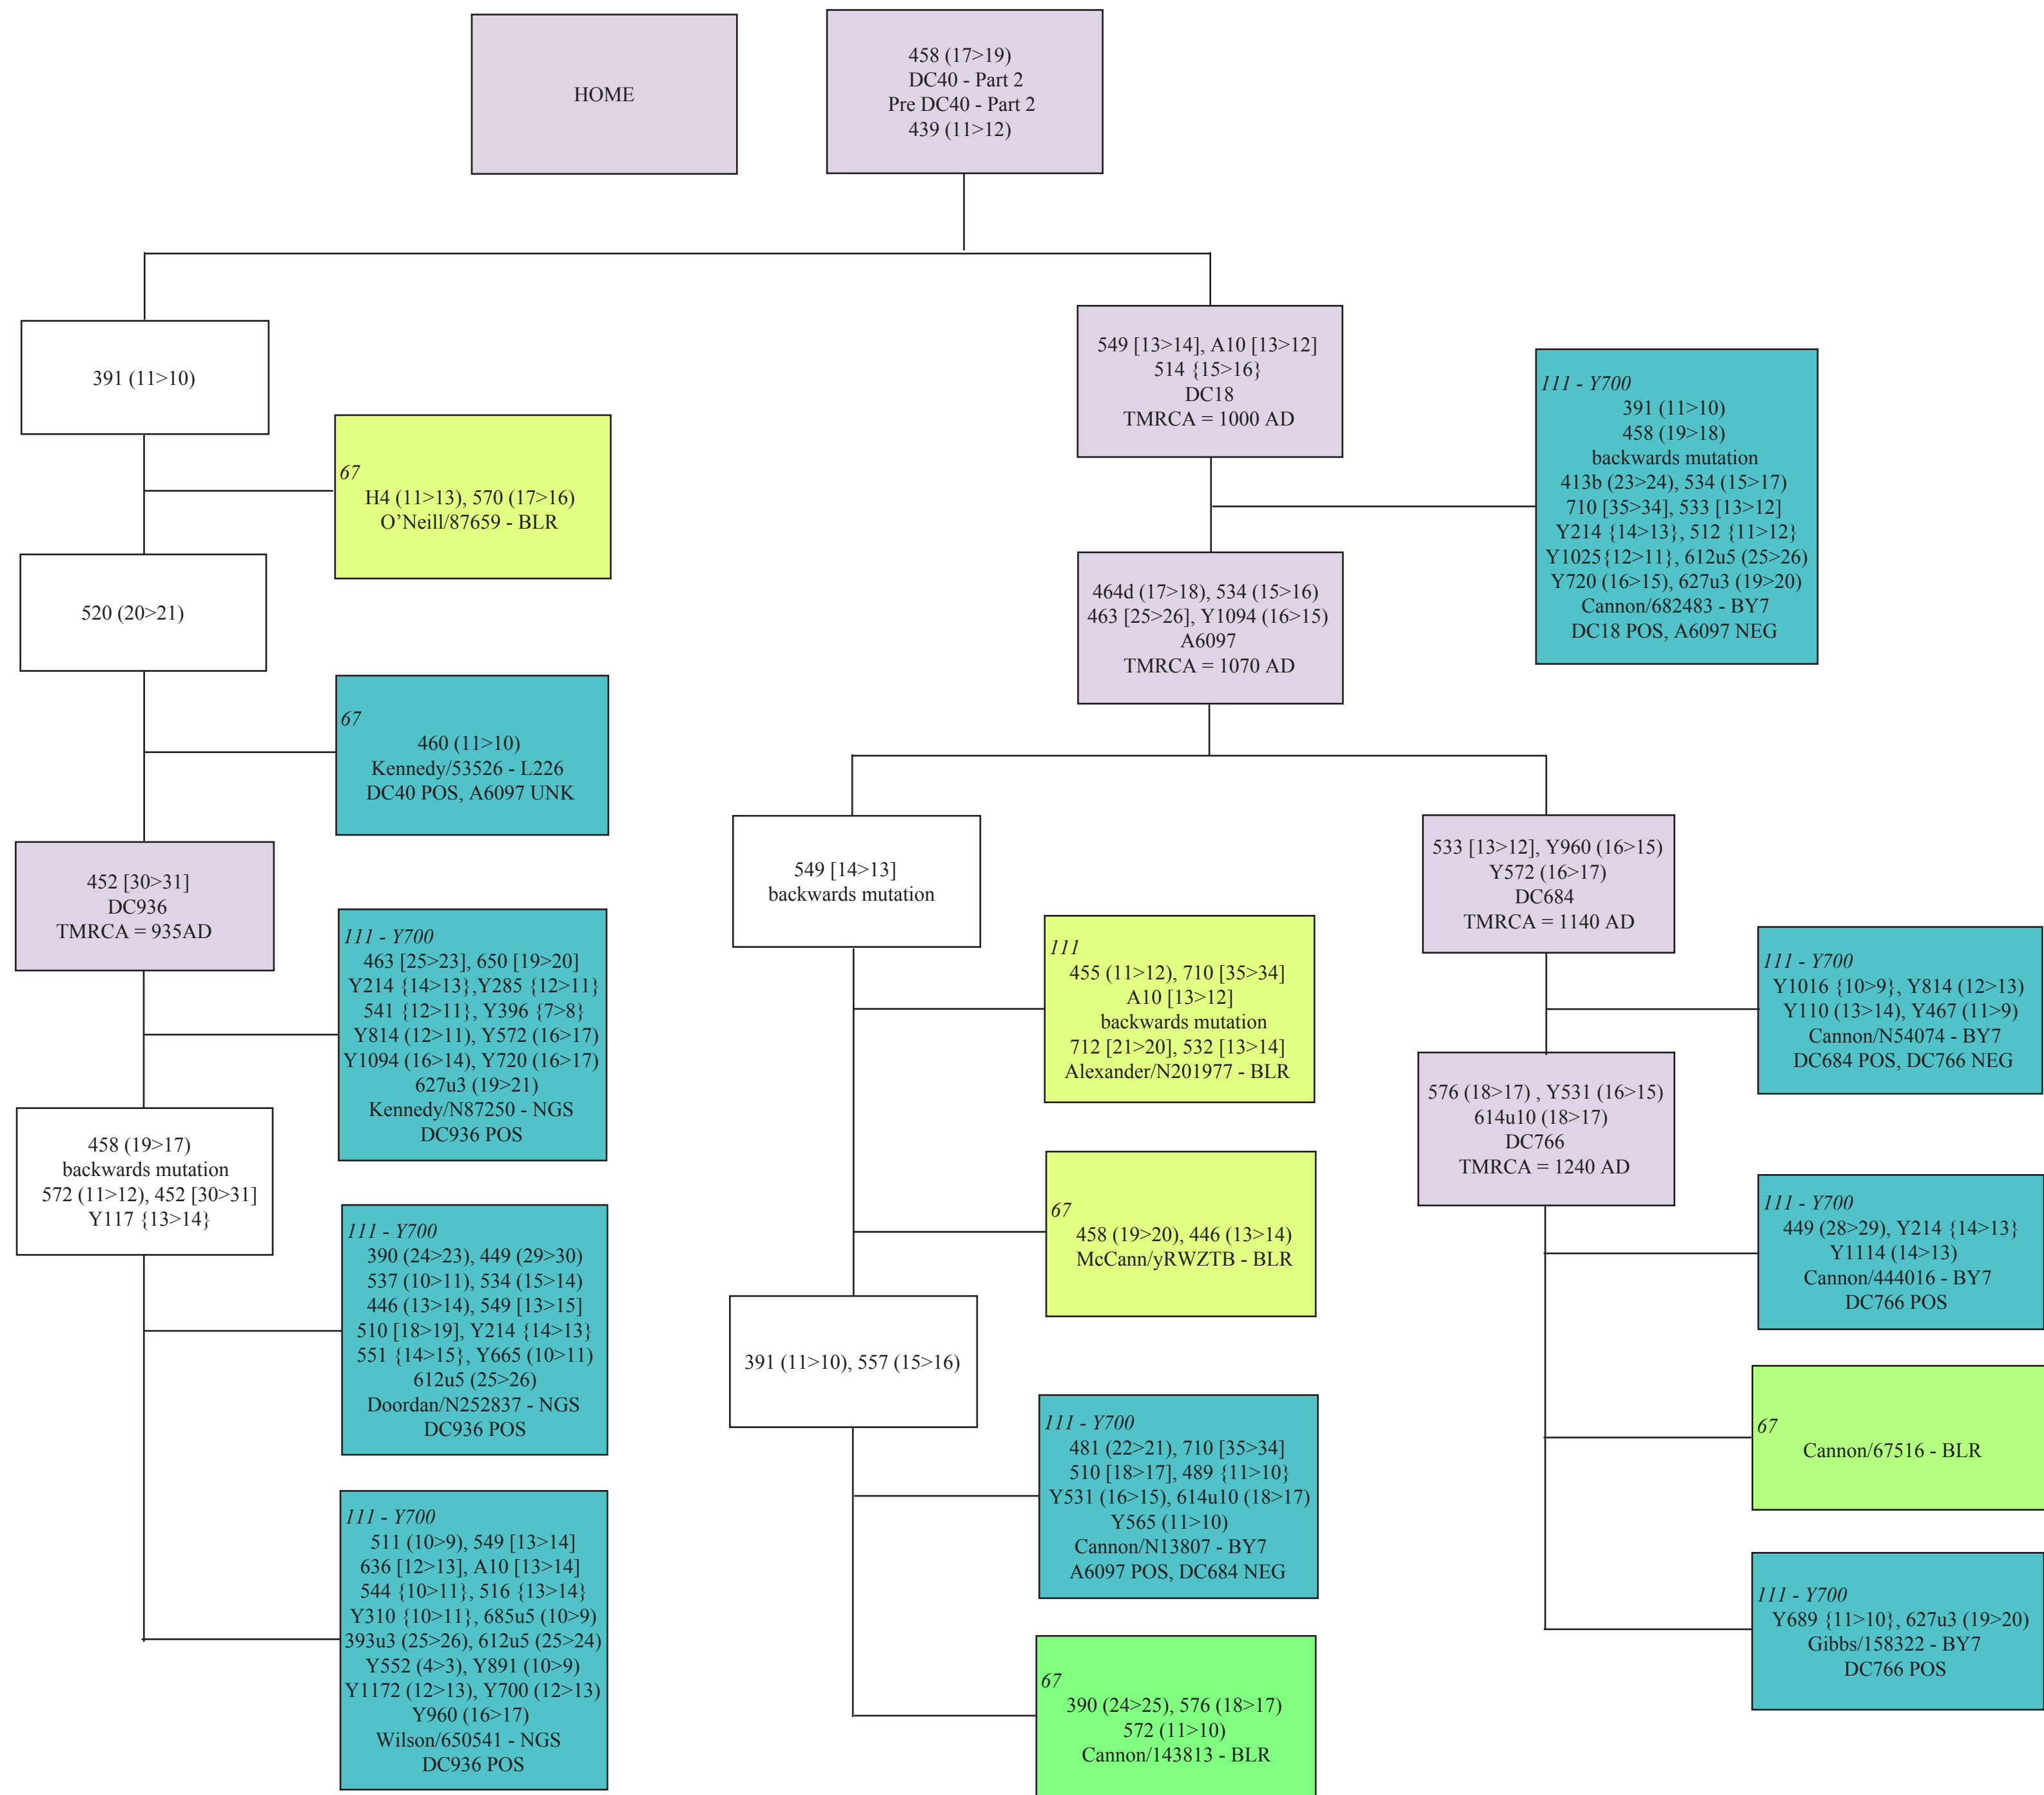 HOME
458 (17>19)
DC40 - Part 2
Pre DC40 - Part 2
439 (11>12)
391 (11>10)
67
H4 (11>13), 570 (17>16)
O'Neill/87659 - BLR
520 (20>21)
67
460 (11>10)
Kennedy/53526 - L226
DC40 POS, A6097 UNK
452 [30>31]
DC936
TMRCA = 935AD
111 - Y700
463 [25>23], 650 [19>20]
Y214 {14>13},Y285 {12>11}
541 {12>11}, Y396 {7>8}
Y814 (12>11), Y572 (16>17)
Y1094 (16>14), Y720 (16>17)
627u3 (19>21)
Kennedy/N87250 - NGS
DC936 POS
458 (19>17)
backwards mutation
572 (11>12), 452 [30>31]
Y117 {13>14}
111 - Y700
390 (24>23), 449 (29>30)
537 (10>11), 534 (15>14)
446 (13>14), 549 [13>15]
510 [18>19], Y214 {14>13}
551 {14>15}, Y665 (10>11)
612u5 (25>26)
Doordan/N252837 - NGS
DC936 POS
111 - Y700
511 (10>9), 549 [13>14]
636 [12>13], A10 [13>14]
544 {10>11}, 516 {13>14}
Y310 {10>11}, 685u5 (10>9)
393u3 (25>26), 612u5 (25>24)
Y552 (4>3), Y891 (10>9)
Y1172 (12>13), Y700 (12>13)
Y960 (16>17)
Wilson/650541 - NGS
DC936 POS
549 [13>14], A10 [13>12]
514 {15>16}
DC18
TMRCA = 1000 AD
111 - Y700
391 (11>10)
458 (19>18)
backwards mutation
413b (23>24), 534 (15>17)
710 [35>34], 533 [13>12]
Y214 {14>13}, 512 {11>12}
Y1025{12>11}, 612u5 (25>26)
Y720 (16>15), 627u3 (19>20)
Cannon/682483 - BY7
DC18 POS, A6097 NEG
464d (17>18), 534 (15>16)
463 [25>26], Y1094 (16>15)
A6097
TMRCA = 1070 AD
549 [14>13]
backwards mutation
111
455 (11>12), 710 [35>34]
A10 [13>12]
backwards mutation
712 [21>20], 532 [13>14]
Alexander/N201977 - BLR
67
458 (19>20), 446 (13>14)
McCann/yRWZTB - BLR
391 (11>10), 557 (15>16)
111 - Y700
481 (22>21), 710 [35>34]
510 [18>17], 489 {11>10}
Y531 (16>15), 614u10 (18>17)
Y565 (11>10)
Cannon/N13807 - BY7
A6097 POS, DC684 NEG
67
390 (24>25), 576 (18>17)
572 (11>10)
Cannon/143813 - BLR
533 [13>12], Y960 (16>15)
Y572 (16>17)
DC684
TMRCA = 1140 AD
111 - Y700
Y1016 {10>9}, Y814 (12>13)
Y110 (13>14), Y467 (11>9)
Cannon/N54074 - BY7
DC684 POS, DC766 NEG
576 (18>17) , Y531 (16>15)
614u10 (18>17)
DC766
TMRCA = 1240 AD
111 - Y700
449 (28>29), Y214 {14>13}
Y1114 (14>13)
Cannon/444016 - BY7
DC766 POS
67
Cannon/67516 - BLR
111 - Y700
Y689 {11>10}, 627u3 (19>20)
Gibbs/158322 - BY7
DC766 POS